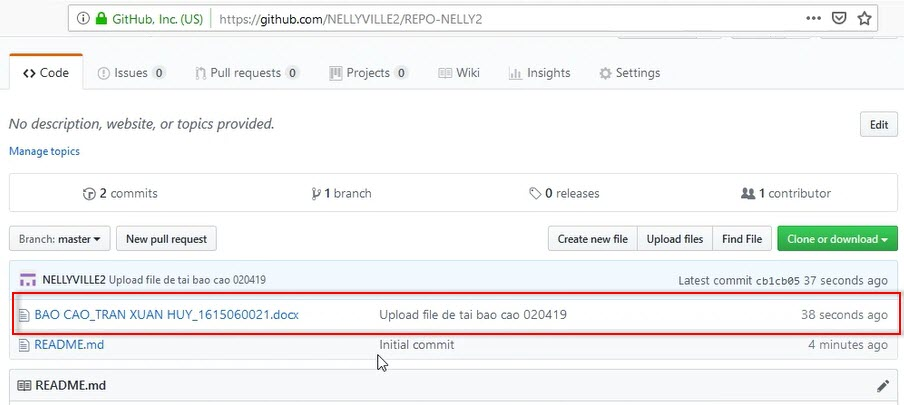 GitHub, Inc. (US) https://github.com/NELLYVILLE2/REPO-NELLY2
Code Issues 0 Pull requests 0 Projects 0 Wiki Insights Settings
No description, website, or topics provided. Edit
Manage topics
2 commits 1 branch 0 releases 1 contributor
Branch: master New pull request Create new file Upload files Find File Clone or download
NELLYVILLE2 Upload file de tai bao cao 020419 Latest commit cb1cb05 37 seconds ago
BAO CAO_TRAN XUAN HUY_1615060021.docx Upload file de tai bao cao 020419 38 seconds ago
README.md Initial commit 4 minutes ago
README.md